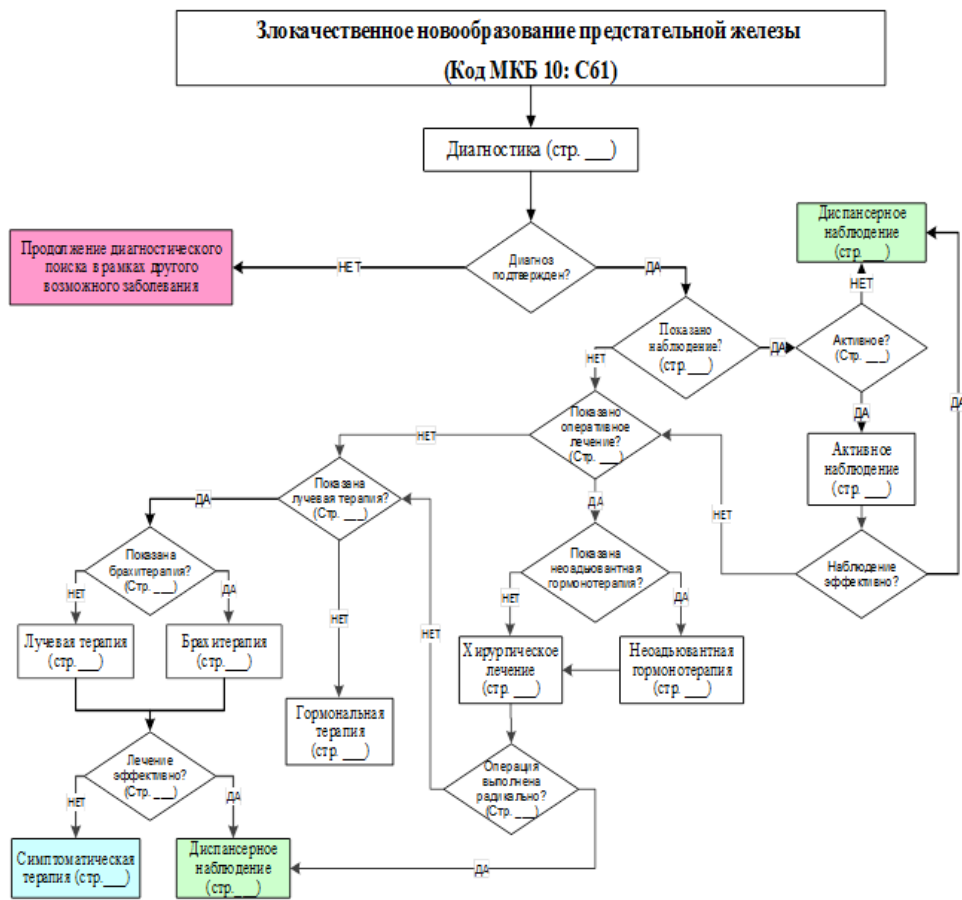 Злокачественное новообразование предстательной железы
(Код МКБ 10: C61)
Диагностика (стр. ___)
Диагноз
подтвержден?
НЕТ
Продолжение диагностического
поиска в рамках другого
возможного заболевания
ДА
Показано
наблюдение?
(стр.___)
ДА
Активное?
(Стр. ___)
НЕТ
Диспансерное
наблюдение
(стр.___)
ДА
Активное
наблюдение
(стр.___)
Наблюдение
эффективно?
ДА
НЕТ
НЕТ
Показано
оперативное
лечение?
(Стр. ___)
НЕТ
Показана
лучевая терапия?
(Стр. ___)
ДА
Показана
неоадьювантная
гормонотерапия?
НЕТ
ДА
Хирургическое
лечение
(стр.___)
Неоадьювантная
гормонотерапия
(стр.___)
Операция
выполнена
радикально?
(Стр. ___)
НЕТ
ДА
ДА
Показана
брахитерапия?
(Стр. ___)
НЕТ
ДА
Лучевая терапия
(стр.___)
Брахитерапия
(стр.___)
НЕТ
Гормональная
терапия
(стр.___)
Лечение
эффективно?
(Стр. ___)
НЕТ
ДА
Симптоматическая
терапия (стр.___)
Диспансерное
наблюдение
(стр.___)